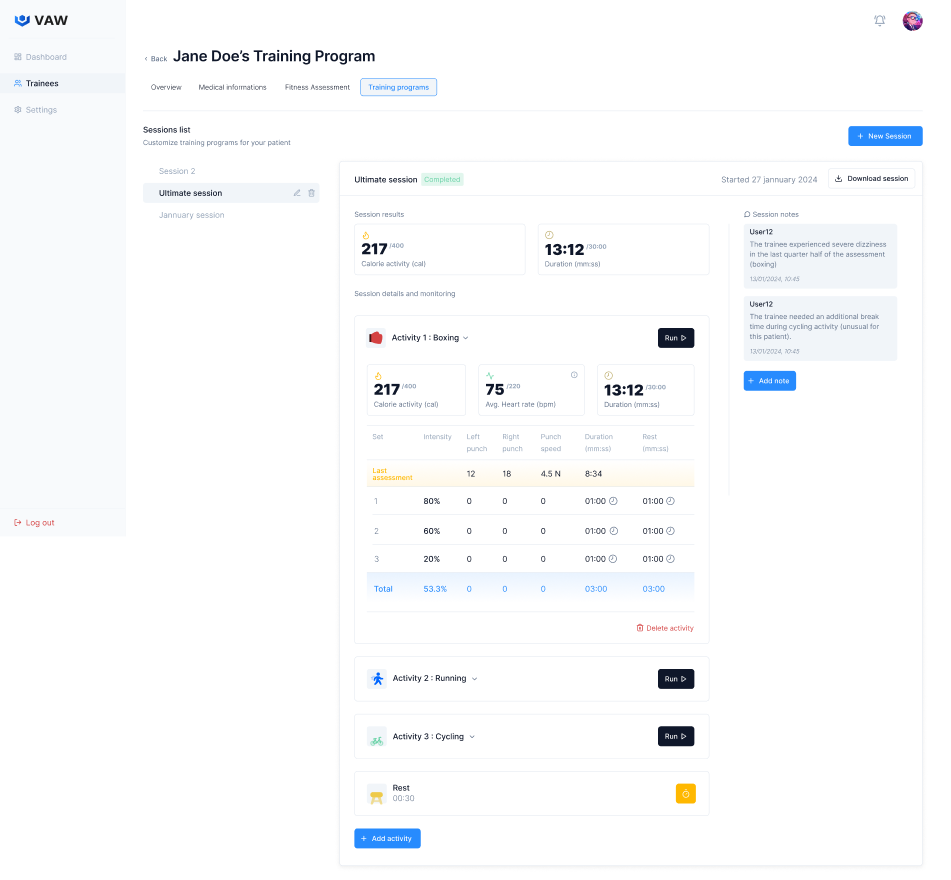 VAW
Dashboard
Trainees
Settings
Log out
Back
Jane Doe's Training Program
Overview
Medical informations
Fitness Assessment
Training programs
Sessions list
Customize training programs for your patient
+ New Session
Session 2
Ultimate session
Jannuary session
Ultimate session
Completed
Started 27 jannuary 2024
Download session
Session results
217 /400
Calorie activity (cal)
13:12 /30:00
Duration (mm:ss)
Session details and monitoring
Activity 1 : Boxing
Run
217 /400
Calorie activity (cal)
75 /220
Avg. Heart rate (bpm)
13:12 /30:00
Duration (mm:ss)
Set Intensity Left punch Right punch Punch speed Duration (mm:ss) Rest (mm:ss)
Last assessment 12 18 4.5 N 8:34
1 80% 0 0 0 01:00 01:00
2 60% 0 0 0 01:00 01:00
3 20% 0 0 0 01:00 01:00
Total 53.3% 0 0 0 03:00 03:00
Delete activity
Activity 2 : Running
Run
Activity 3 : Cycling
Run
Rest
00:30
+ Add activity
Session notes
User12
The trainee experienced severe dizziness
in the last quarter half of the assessment
(boxing)
13/01/2024, 10:45
User12
The trainee needed an additional break
time during cycling activity (unusual for
this patient).
13/01/2024, 10:45
+ Add note